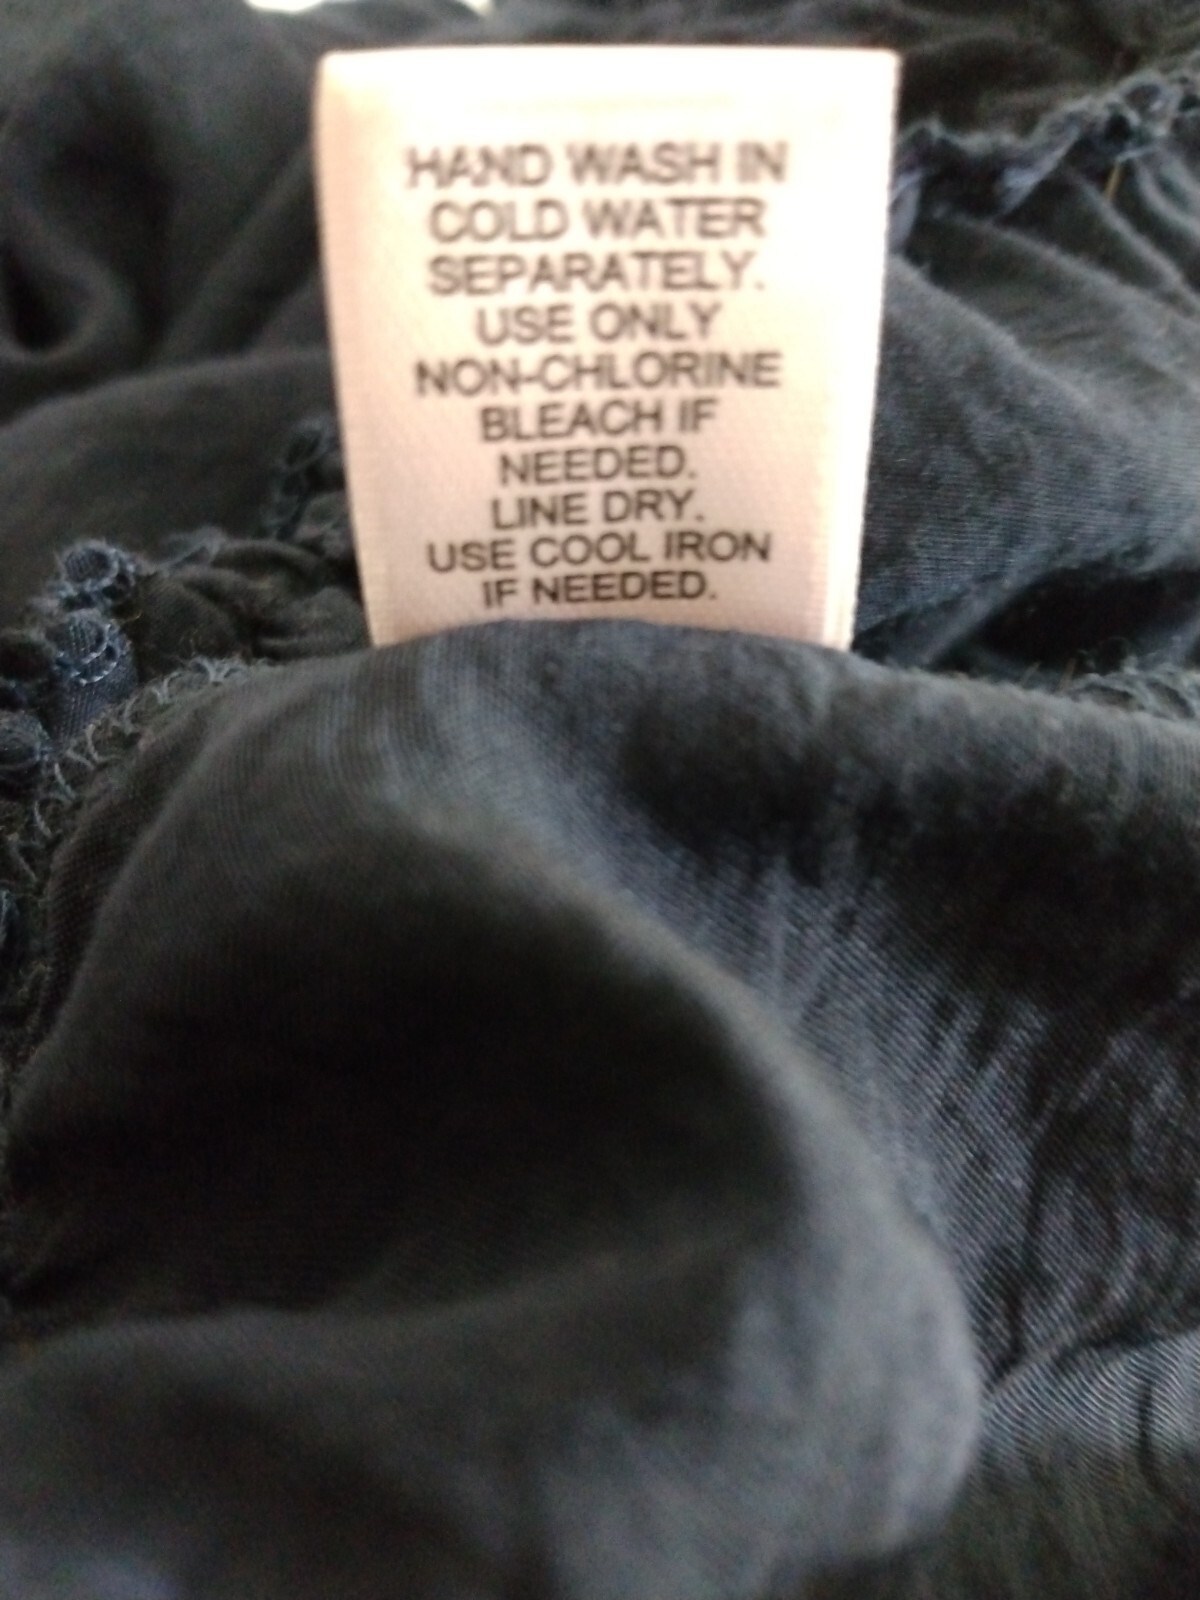 HAND WASH IN
COLD WATER
SEPARATELY.
USE ONLY
NON-CHLORINE
BLEACH IF
NEEDED.
LINE DRY.
USE COOL IRON
IF NEEDED.